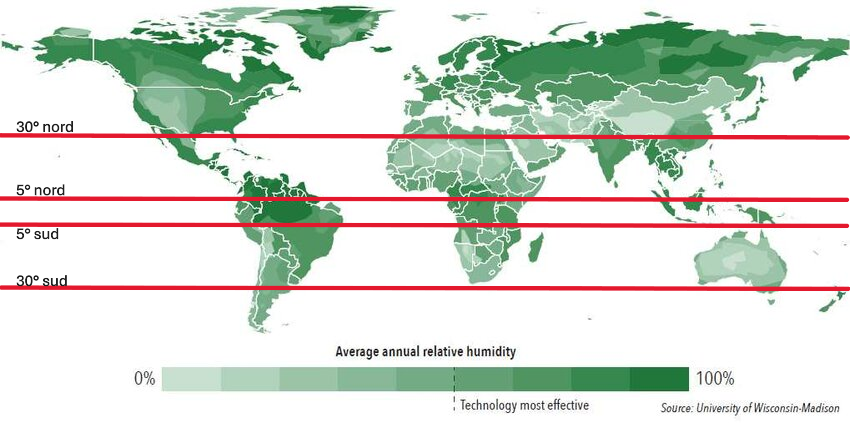 30° nord
5° nord
5° sud
30° sud
Average annual relative humidity
0% 100%
Technology most effective
Source: University of Wisconsin-Madison